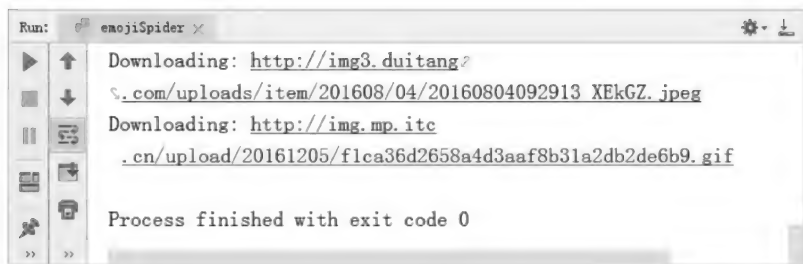 Run: emojiSpider
Downloading: http://img3.duitang
.com/uploads/item/201608/04/20160804092913_XEkGZ.jpeg
Downloading: http://img.mp.itc
.cn/upload/20161205/f1ca36d2658a4d3aaf8b31a2db2de6b9.gif
Process finished with exit code 0